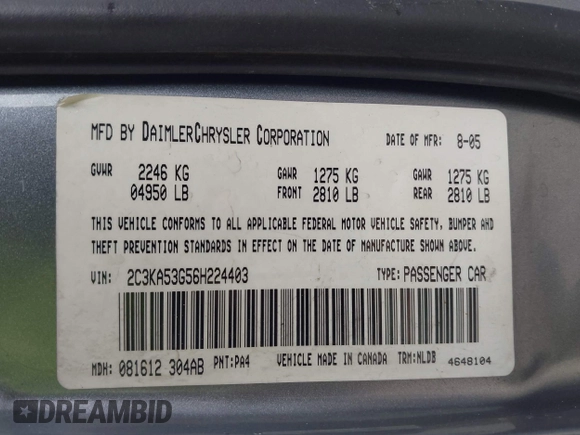 MFD BY DAIMLERCHRYSLER CORPORATION DATE OF MFR: 8-05
GVWR 2246 KG GAWR 1275 KG GAWR 1275 KG
04950 LB FRONT 2810 LB REAR 2810 LB
THIS VEHICLE CONFORMS TO ALL APPLICABLE FEDERAL MOTOR VEHICLE SAFETY, BUMPER AND
THEFT PREVENTION STANDARDS IN EFFECT ON THE DATE OF MANUFACTURE SHOWN ABOVE.
VIN: 2C3KA53G56H224403 TYPE: PASSENGER CAR
MDH: 081612 304AB PNT: PA4 VEHICLE MADE IN CANADA TRM: NLDB 4648104
DREAMBID